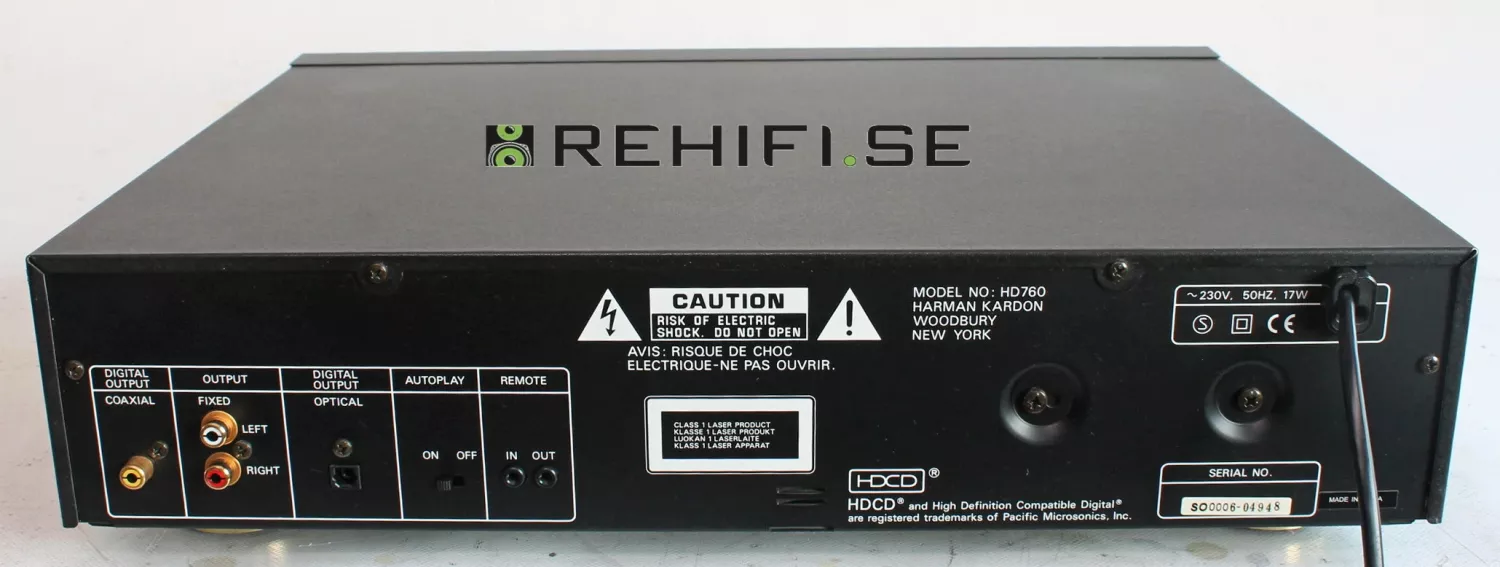 REHIFI.SE
CAUTION
RISK OF ELECTRIC
SHOCK. DO NOT OPEN
AVIS: RISQUE DE CHOC
ELECTRIQUE-NE PAS OUVRIR.
MODEL NO: HD760
HARMAN KARDON
WOODBURY
NEW YORK
~230V, 50HZ, 17W
S CE
DIGITAL OUTPUT
COAXIAL
OUTPUT
FIXED
LEFT
RIGHT
DIGITAL OUTPUT
OPTICAL
AUTOPLAY
ON OFF
REMOTE
IN OUT
CLASS 1 LASER PRODUCT
KLASSE 1 LASER PRODUKT
LUOKAN 1 LASERLAITE
KLASS 1 LASER APPARAT
HDCD®
HDCD® and High Definition Compatible Digital®
are registered trademarks of Pacific Microsonics, Inc.
SERIAL NO.
SO0006-04948
MADE IN